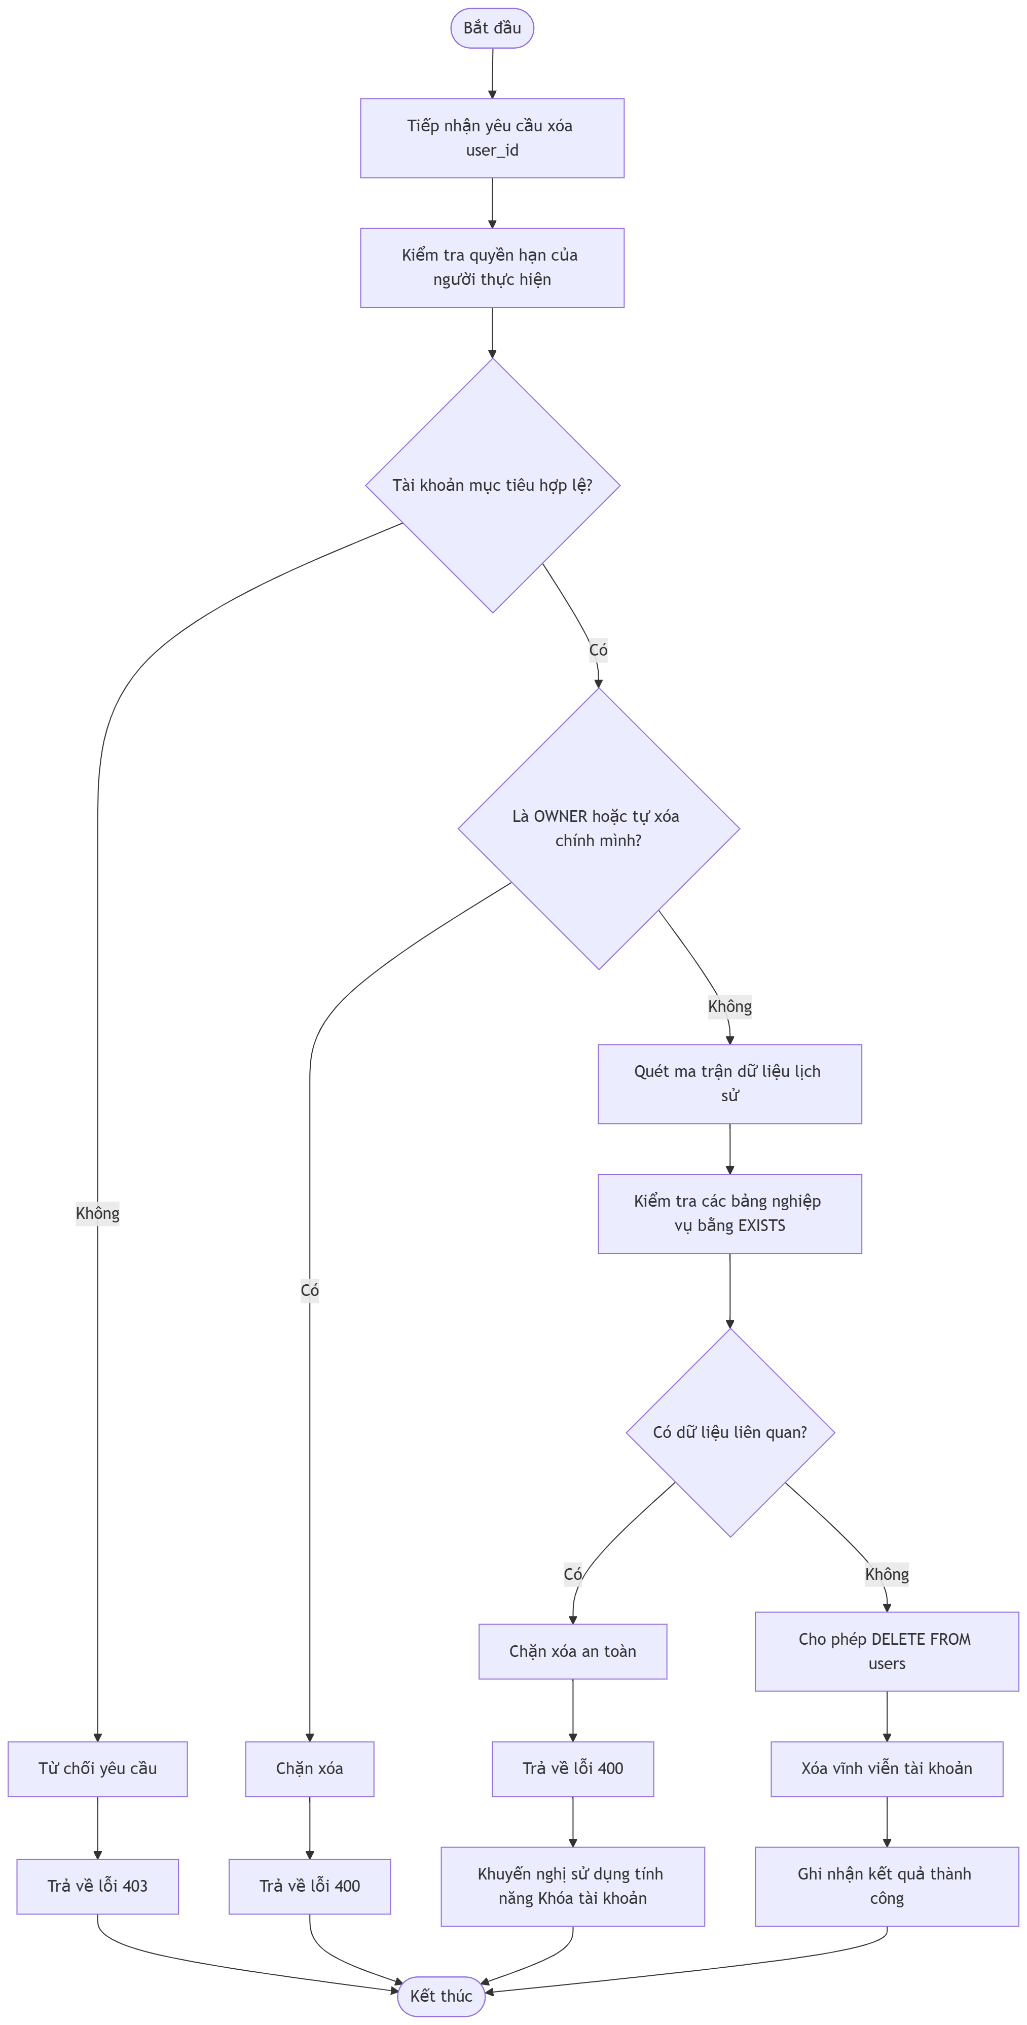 Bắt đầu
Tiếp nhận yêu cầu xóa
user_id
Kiểm tra quyền hạn của
người thực hiện
Tài khoản mục tiêu hợp lệ?
Có
Là OWNER hoặc tự xóa
chính mình?
Không
Quét ma trận dữ liệu lịch
sử
Kiểm tra các bảng nghiệp
vụ bằng EXISTS
Không
Có
Có dữ liệu liên quan?
Có
Không
Chặn xóa an toàn
Cho phép DELETE FROM
users
Từ chối yêu cầu
Chặn xóa
Trả về lỗi 400
Xóa vĩnh viễn tài khoản
Trả về lỗi 403
Trả về lỗi 400
Khuyến nghị sử dụng tính
năng Khóa tài khoản
Ghi nhận kết quả thành
công
Kết thúc